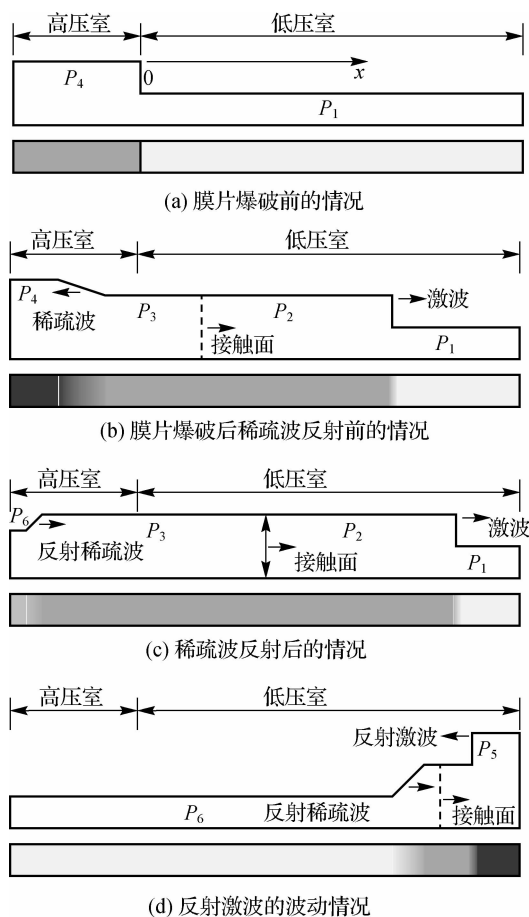 高压室 低压室
P4 0 x P1
(a) 膜片爆破前的情况
高压室 低压室
P4 P3 P2 激波
稀疏波 接触面 P1
(b) 膜片爆破后稀疏波反射前的情况
高压室 低压室
P6 P3 P2 激波
反射稀疏波 接触面 P1
(c) 稀疏波反射后的情况
高压室 低压室
反射激波 P5
P6 反射稀疏波 接触面
(d) 反射激波的波动情况